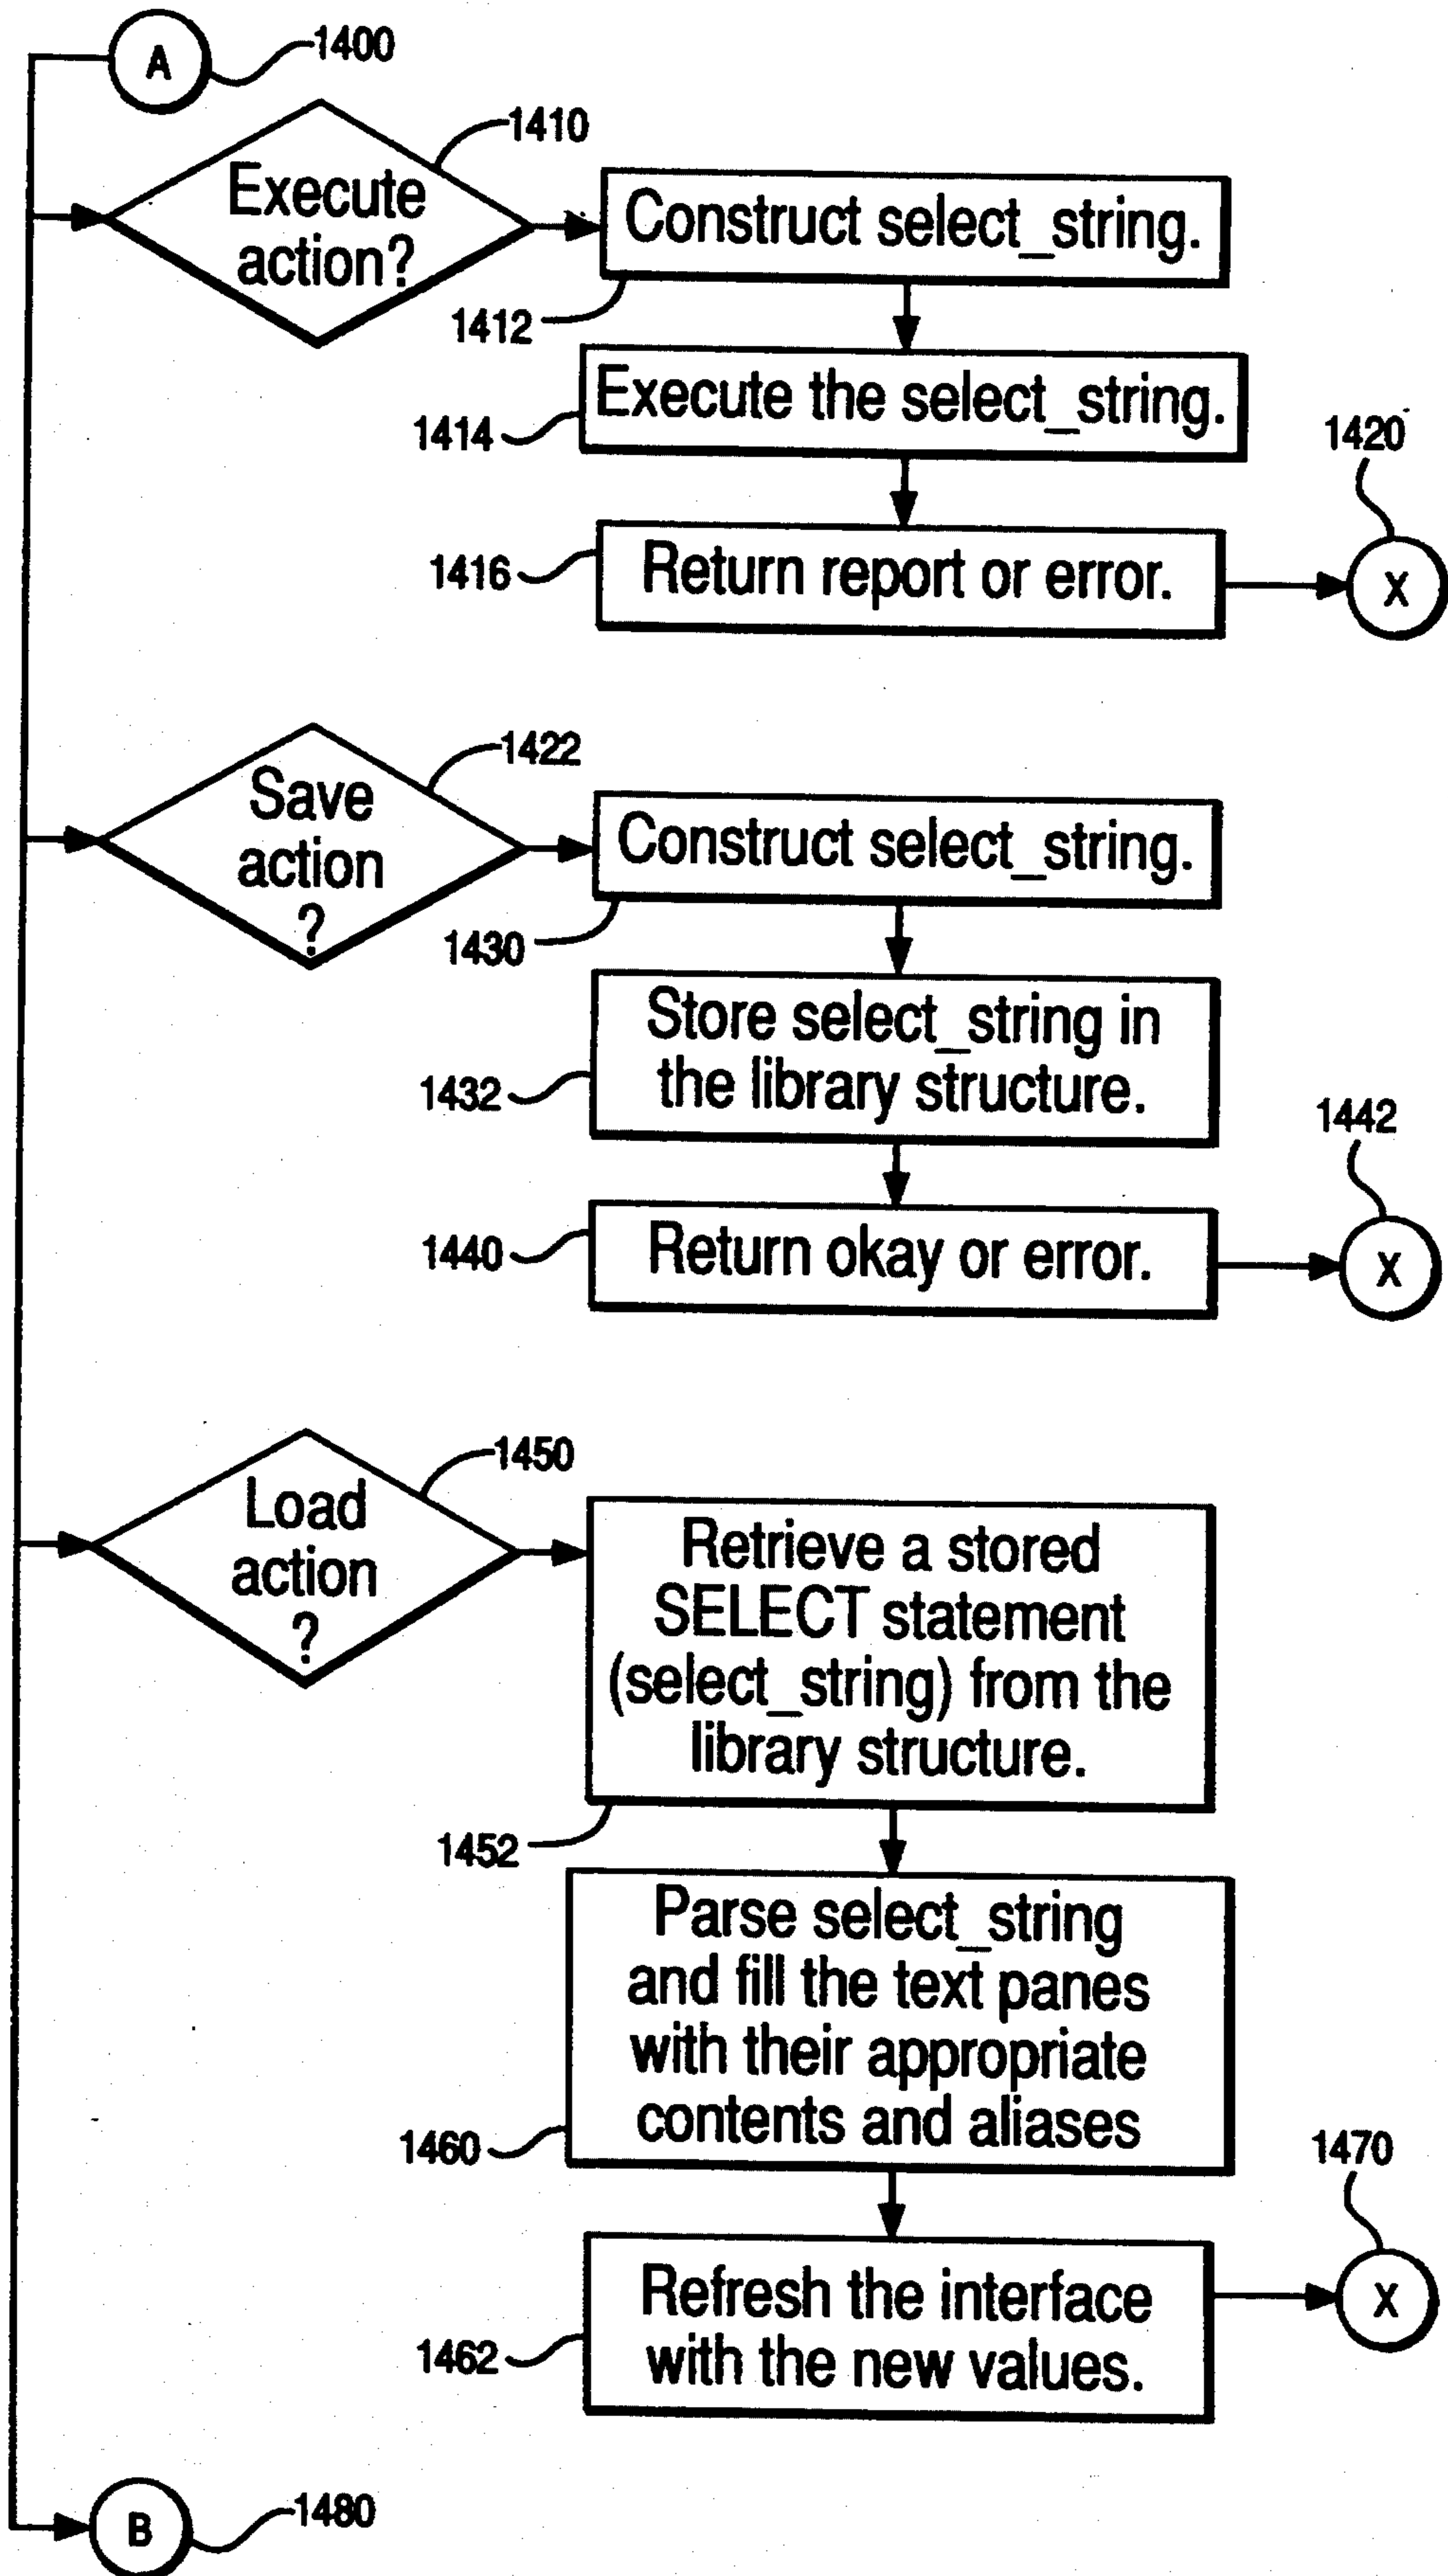 A
1400
1410
Execute
action?
Construct select_string.
1412
Execute the select_string.
1414
1420
Return report or error.
1416
X
1422
Save
action
?
Construct select_string.
1430
Store select_string in
the library structure.
1432
1442
Return okay or error.
1440
X
1450
Load
action
?
Retrieve a stored
SELECT statement
(select_string) from the
library structure.
1452
Parse select_string
and fill the text panes
with their appropriate
contents and aliases
1460
1470
Refresh the interface
with the new values.
1462
X
B
1480